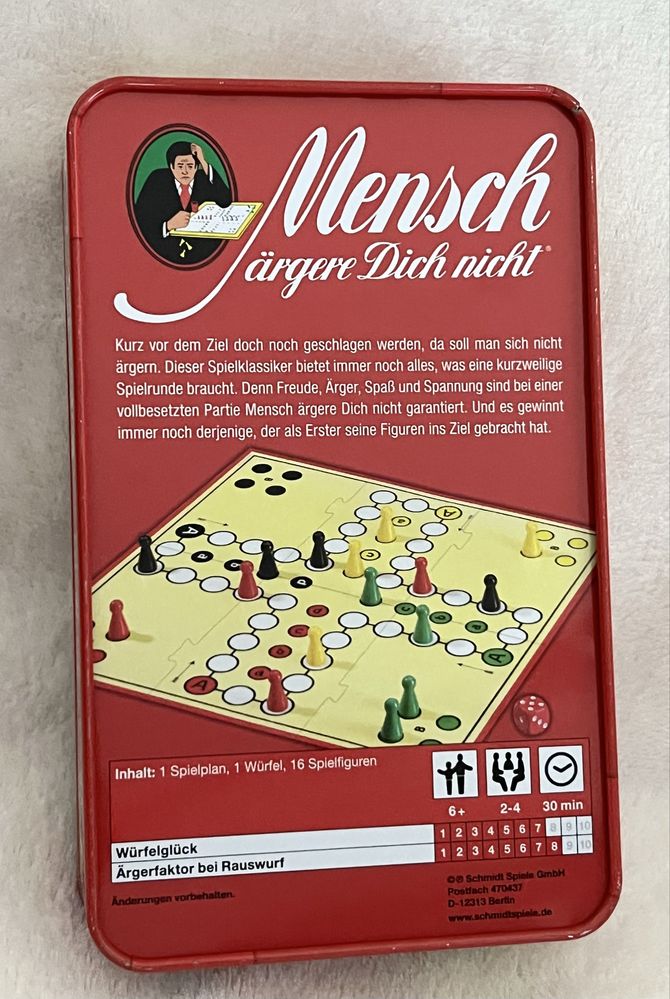 Mensch
ärgere Dich nicht®
Kurz vor dem Ziel doch noch geschlagen werden, da soll man sich nicht
ärgern. Dieser Spielklassiker bietet immer noch alles, was eine kurzweilige
Spielrunde braucht. Denn Freude, Ärger, Spaß und Spannung sind bei einer
vollbesetzten Partie Mensch ärgere Dich nicht garantiert. Und es gewinnt
immer noch derjenige, der als Erster seine Figuren ins Ziel gebracht hat.
A
A
A
A
B
Inhalt: 1 Spielplan, 1 Würfel, 16 Spielfiguren
6+ 2-4 30 min
Würfelglück 1 2 3 4 5 6 7 8 9 10
Ärgerfaktor bei Rauswurf 1 2 3 4 5 6 7 8 9 10
Änderungen vorbehalten.
©℗ Schmidt Spiele GmbH
Postfach 470437
D-12313 Berlin
www.schmidtspiele.de